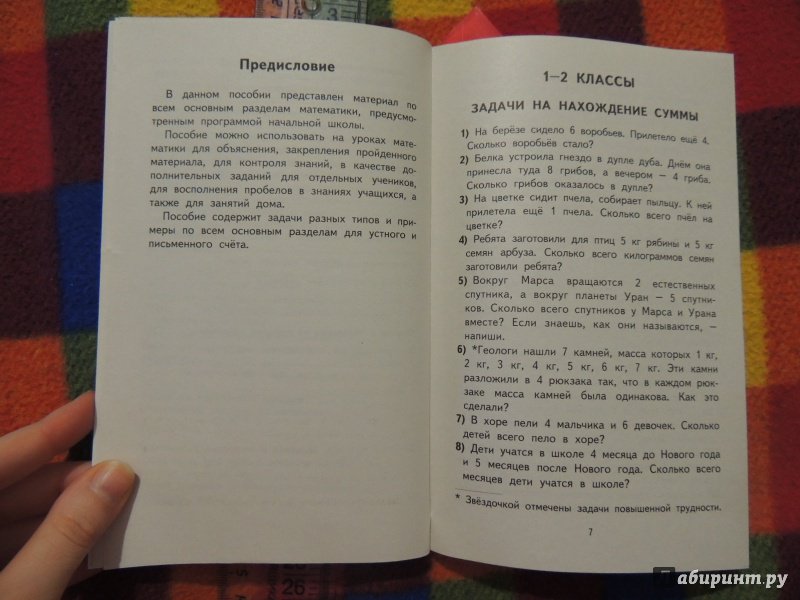 Предисловие
В данном пособии представлен материал по
всем основным разделам математики, предусмо-
тренным программой начальной школы.
Пособие можно использовать на уроках мате-
матики для объяснения, закрепления пройденного
материала, для контроля знаний, в качестве до-
полнительных заданий для отдельных учеников,
для восполнения пробелов в знаниях учащихся, а
также для занятий дома.
Пособие содержит задачи разных типов и при-
меры по всем основным разделам для устного и
письменного счёта.
1—2 КЛАССЫ
ЗАДАЧИ НА НАХОЖДЕНИЕ СУММЫ
1) На берёзе сидело 6 воробьев. Прилетело ещё 4.
Сколько воробьёв стало?
2) Белка устроила гнездо в дупле дуба. Днём она
принесла туда 8 грибов, а вечером — 4 гриба.
Сколько грибов оказалось в дупле?
3) На цветке сидит пчела, собирает пыльцу. К ней
прилетела ещё 1 пчела. Сколько всего пчёл на
цветке?
4) Ребята заготовили для птиц 5 кг рябины и 5 кг
семян арбуза. Сколько всего килограммов семян
заготовили ребята?
5) Вокруг Марса вращаются 2 естественных
спутника, а вокруг планеты Уран — 5 спутни-
ков. Сколько всего спутников у Марса и Урана
вместе? Если знаешь, как они называются, —
напиши.
6) *Геологи нашли 7 камней, масса которых 1 кг,
2 кг, 3 кг, 4 кг, 5 кг, 6 кг, 7 кг. Эти камни
разложили в 4 рюкзака так, что в каждом рюк-
заке масса камней была одинакова. Как это
сделали?
7) В хоре пели 4 мальчика и 6 девочек. Сколько
детей всего пело в хоре?
8) Дети учатся в школе 4 месяца до Нового года
и 5 месяцев после Нового года. Сколько всего
месяцев дети учатся в школе?
* Звёздочкой отмечены задачи повышенной трудности.
7
26
абиринт.ру